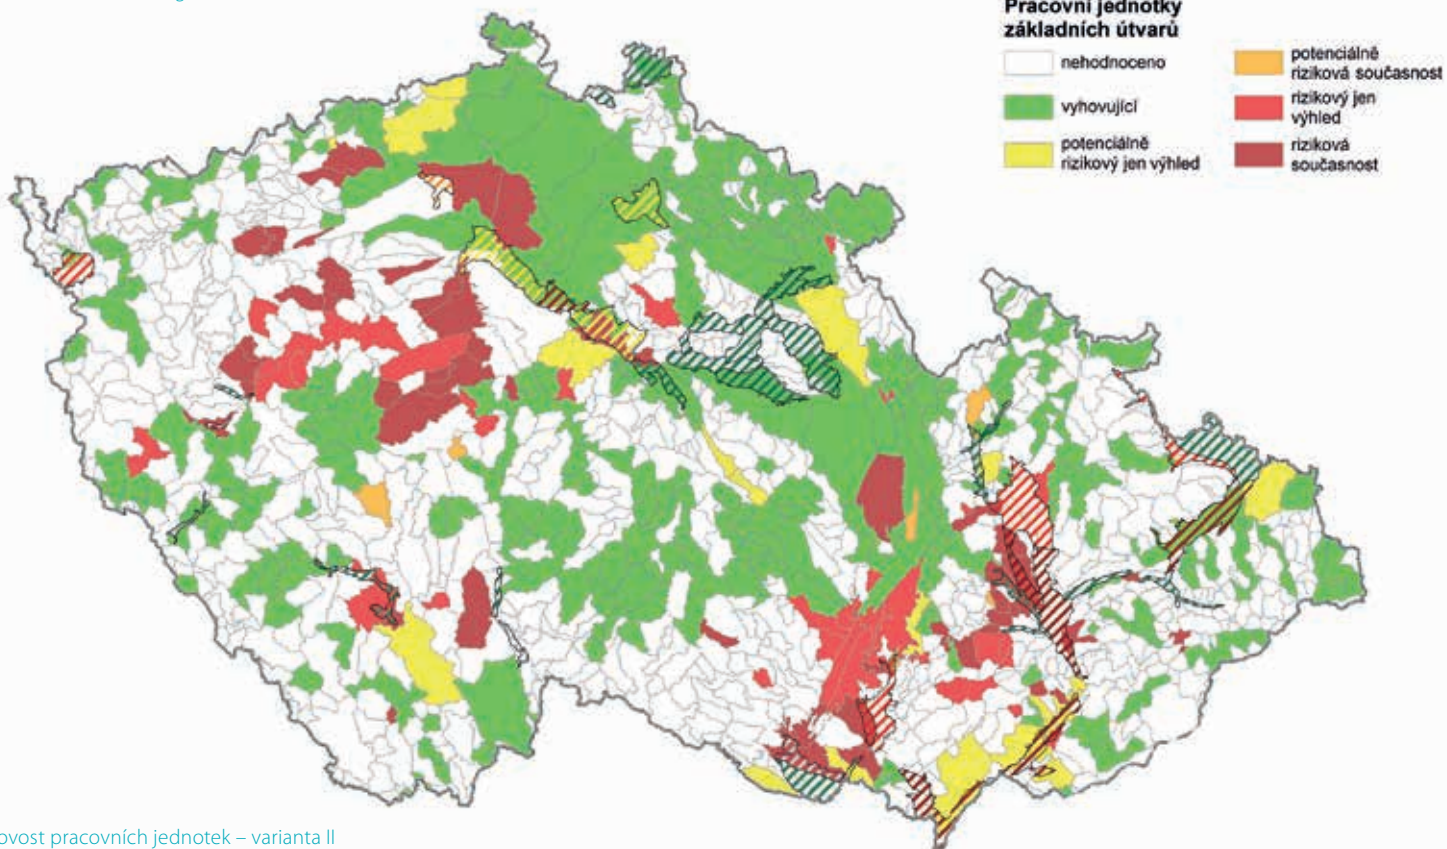 Pracovní jednotky
základních útvarů
nehodnoceno
vyhovující
potenciálně
rizikový jen výhled
potenciálně
riziková současnost
rizikový jen
výhled
riziková
současnost
ovost pracovních jednotek – varianta II